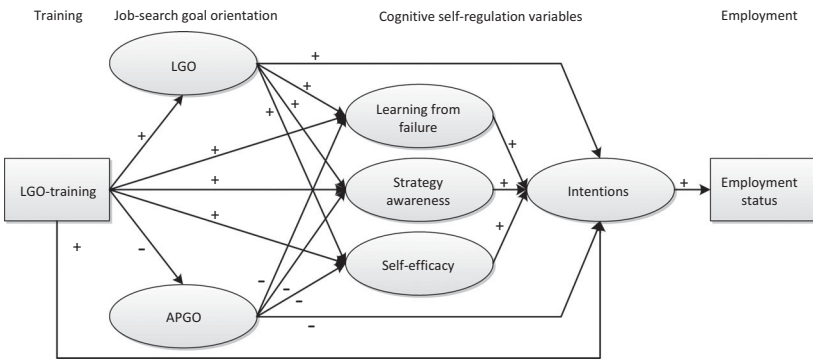 Training
Job-search goal orientation
Cognitive self-regulation variables
Employment
LGO
+
+
+
+
+
Learning from
failure
+
+
+
LGO-training
+
Strategy
awareness
+
Intentions
+
Employment
status
+
+
+
-
Self-efficacy
-
-
-
APGO
-